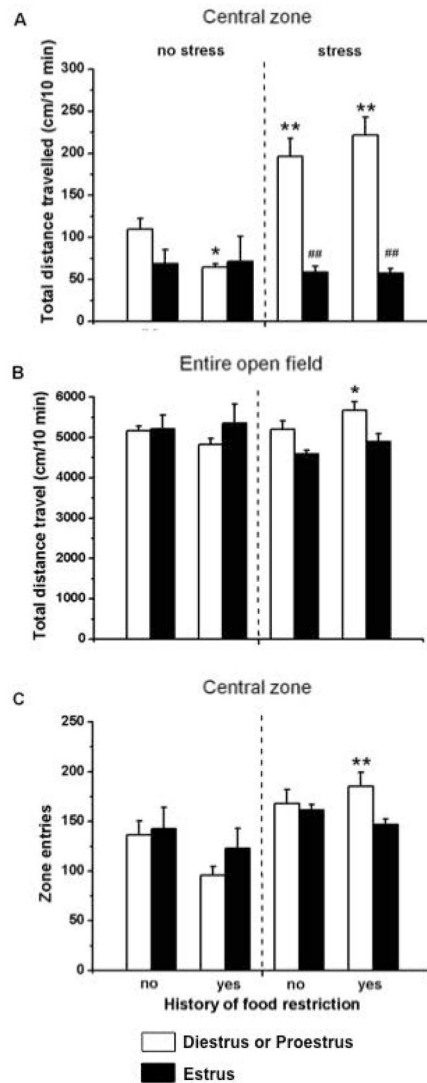 A
Central zone
no stress
stress
Total distance travelled (cm/10 min)
300
250
200
150
100
50
0
*
**
**
##
##
B
Entire open field
Total distance travel (cm/10 min)
6000
5000
4000
3000
2000
1000
0
*
C
Central zone
Zone entries
250
200
150
100
50
0
**
no
yes
no
yes
History of food restriction
Diestrus or Proestrus
Estrus